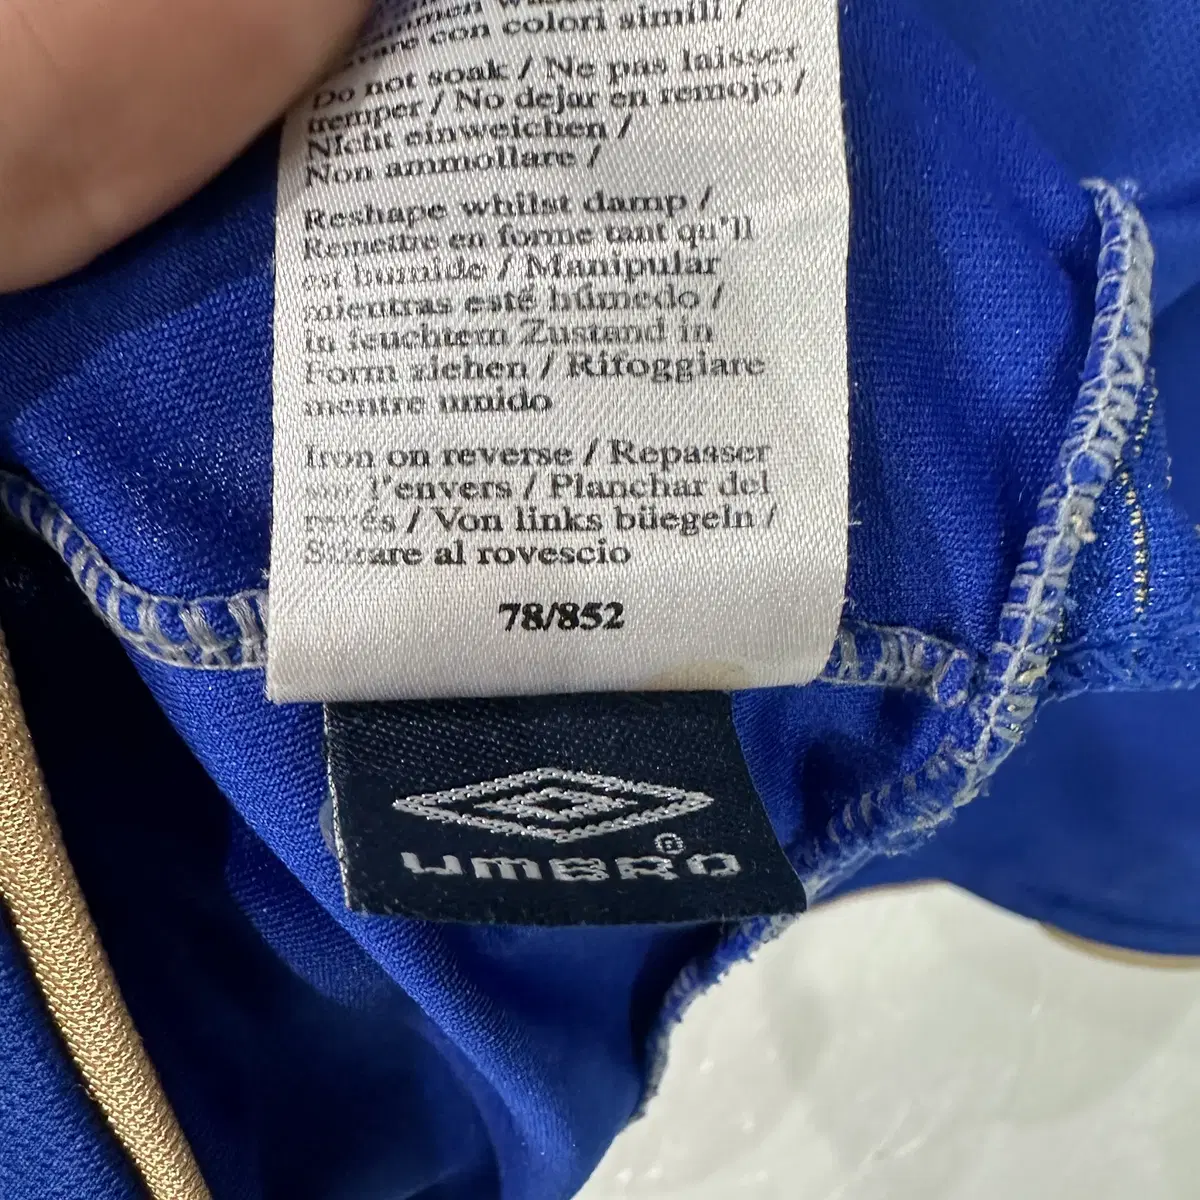 con colori simili /
Do not soak / Ne pas laisser
tremper / No dejar en remojo /
Nicht einweichen /
Non ammollare /
Reshape whilst damp /
Remettre en forme tant qu'il
est humide / Manipular
mientras esté húmedo /
in feuchtem Zustand in
Form ziehen / Rifoggiare
mentre umido
Iron on reverse / Repasser
sur l'envers / Planchar del
revés / Von links büegeln /
Stirare al rovescio
78/852
UMBRO®